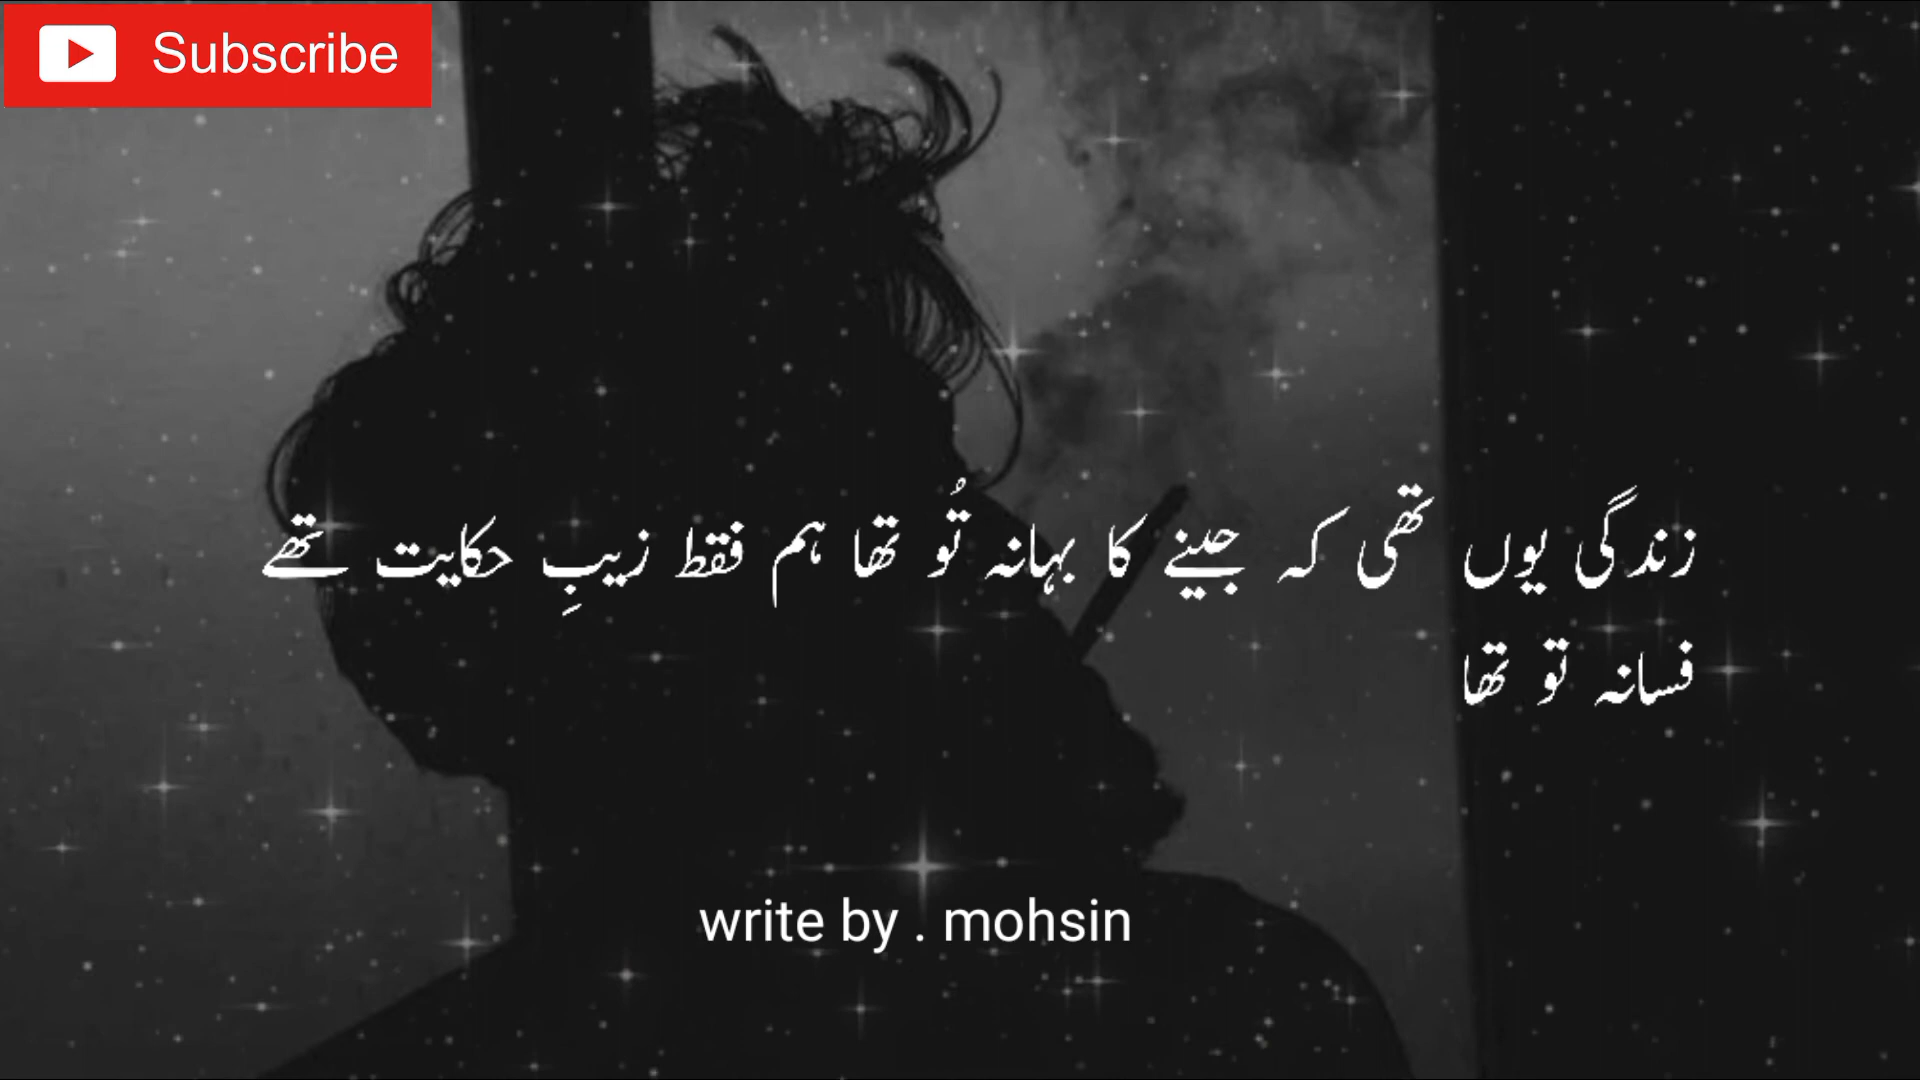 Subscribe
زندگی یوں تھی کہ جینے کا بہانہ تُو تھا ہم فقط زیبِ حکایت تھے
فسانہ تو تھا
write by . mohsin